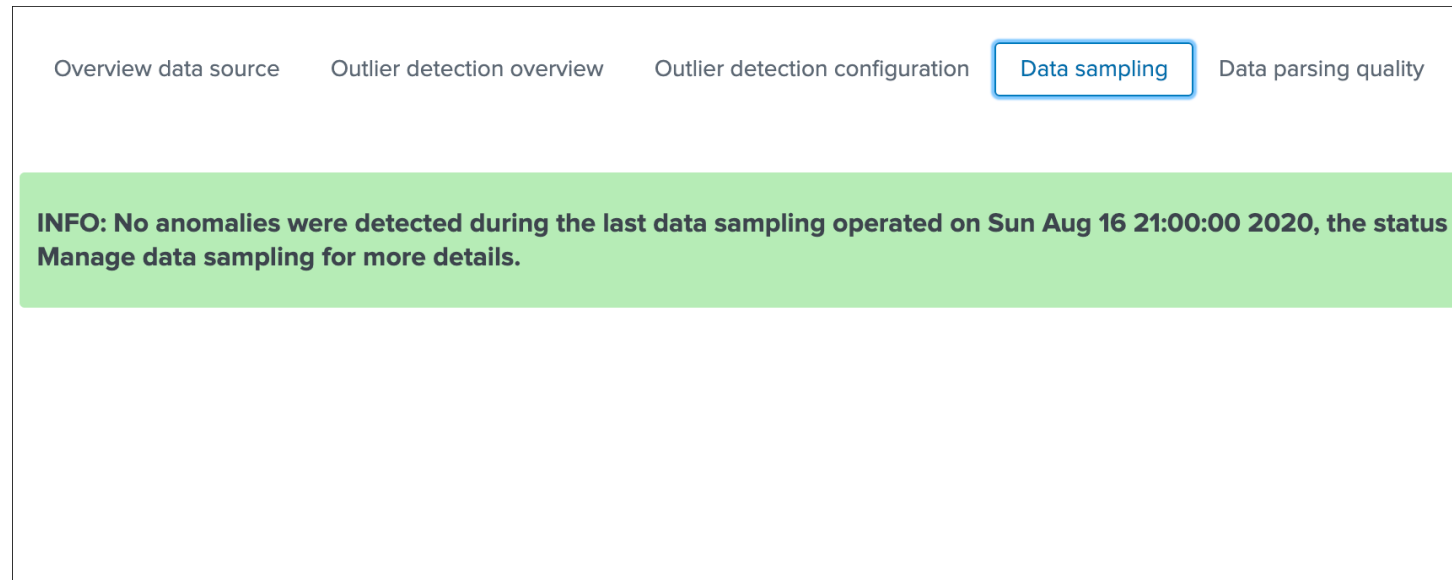 Overview data source Outlier detection overview Outlier detection configuration Data sampling Data parsing quality
INFO: No anomalies were detected during the last data sampling operated on Sun Aug 16 21:00:00 2020, the status
Manage data sampling for more details.